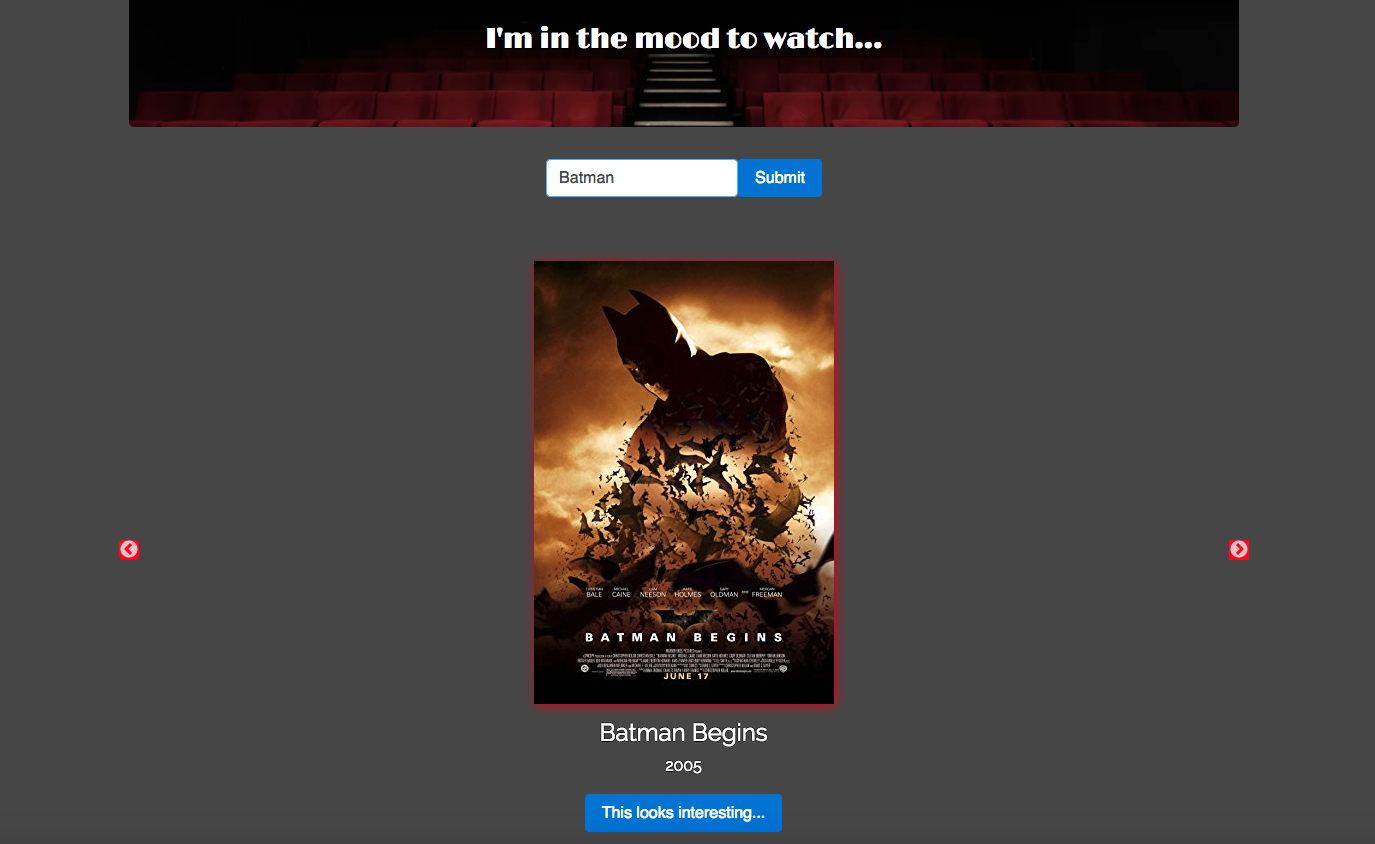 I'm in the mood to watch...
Batman
Submit
BALE CAINE NEESON HOLMES OLDMAN AND FREEMAN
BATMAN BEGINS
JUNE 17
Batman Begins
2005
This looks interesting...